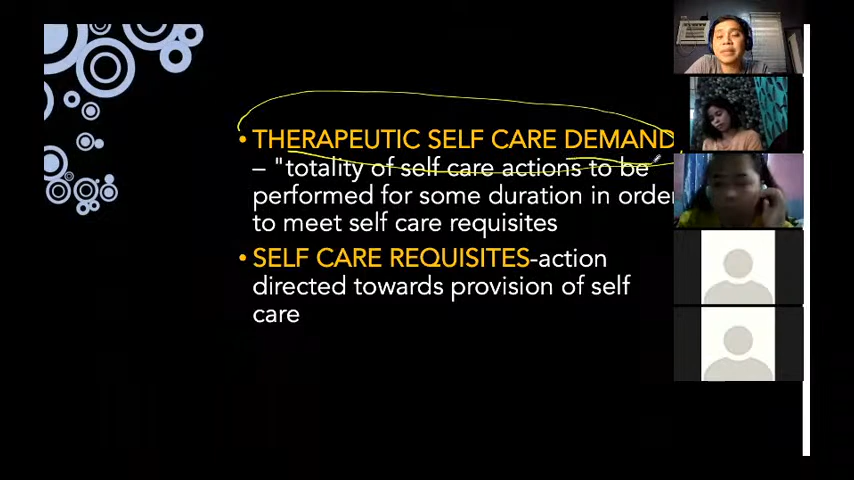 • THERAPEUTIC SELF CARE DEMAND
– "totality of self care actions to be
performed for some duration in order
to meet self care requisites
• SELF CARE REQUISITES-action
directed towards provision of self
care